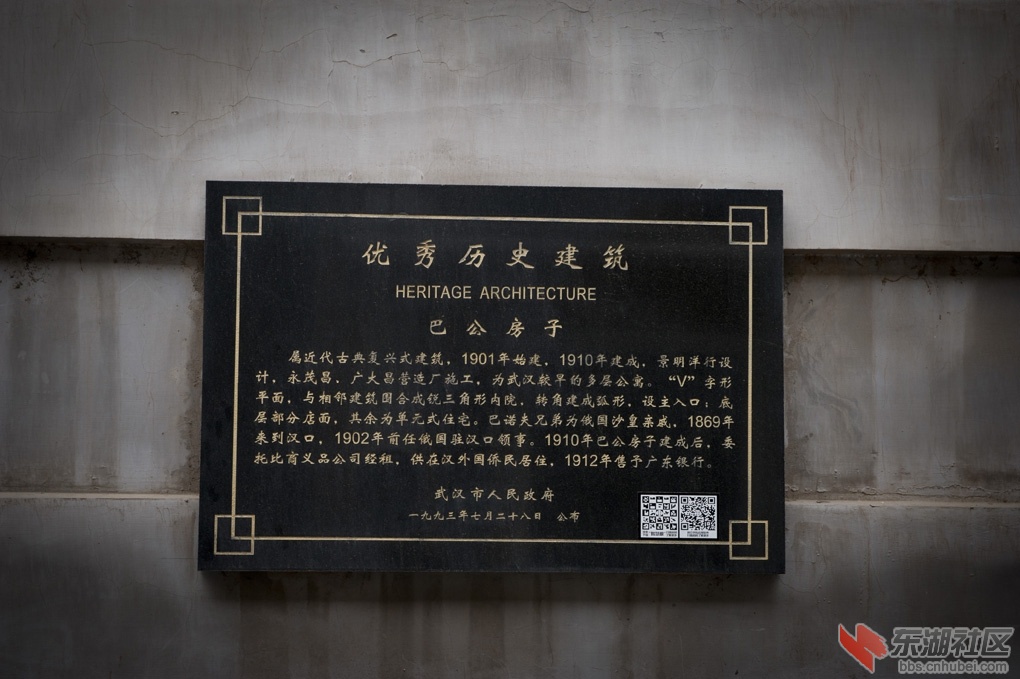 优秀历史建筑
HERITAGE ARCHITECTURE
巴公房子
属近代古典复兴式建筑，1901年始建，1910年建成，景明洋行设
计，永茂昌、广大昌营造厂施工，为武汉较早的多层公寓。“V”字形
平面，与相邻建筑围合成锐三角形内院，转角建成弧形，设主入口；底
层部分店面，其余为单元式住宅。巴诺夫兄弟为俄国沙皇亲戚，1869年
来到汉口，1902年前任俄国驻汉口领事。1910年巴公房子建成后，委
托比商义品公司经租，供在汉外国侨民居住，1912年售予广东银行。
武汉市人民政府
一九九三年七月二十八日 公布
东湖社区
bbs.cnhubei.com